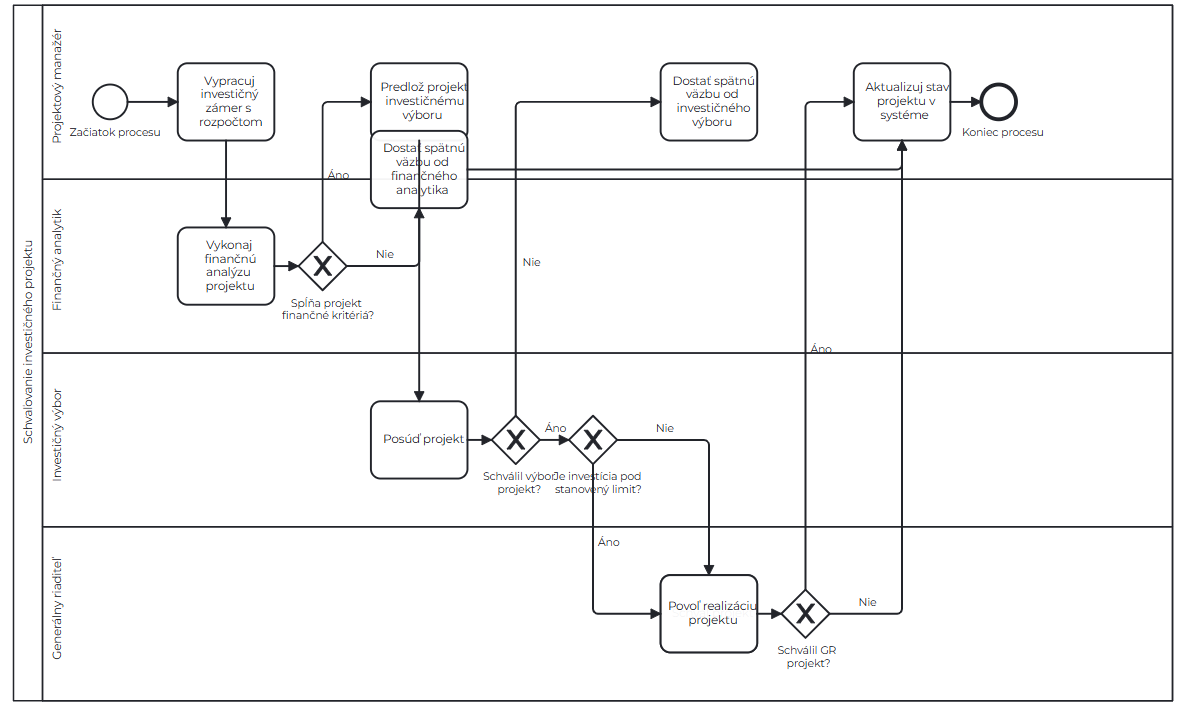 Schvaľovanie investičného projektu
Projektový manažér
Začiatok procesu
Vypracuj
investičný
zámer s
rozpočtom
Predlož projekt
investičnému
výboru
Dostať spätnú
väzbu od
finančného
analytika
Dostať spätnú
väzbu od
investičného
výboru
Aktualizuj stav
projektu v
systéme
Koniec procesu
Áno
Finančný analytik
Vykonaj
finančnú
analýzu
projektu
Spĺňa projekt
finančné kritériá?
Nie
Nie
Áno
Investičný výbor
Posúď projekt
Schválil výbor
projekt?
Áno
Je investícia pod
stanovený limit?
Nie
Generálny riaditeľ
Áno
Povoľ realizáciu
projektu
Schválil GR
projekt?
Nie